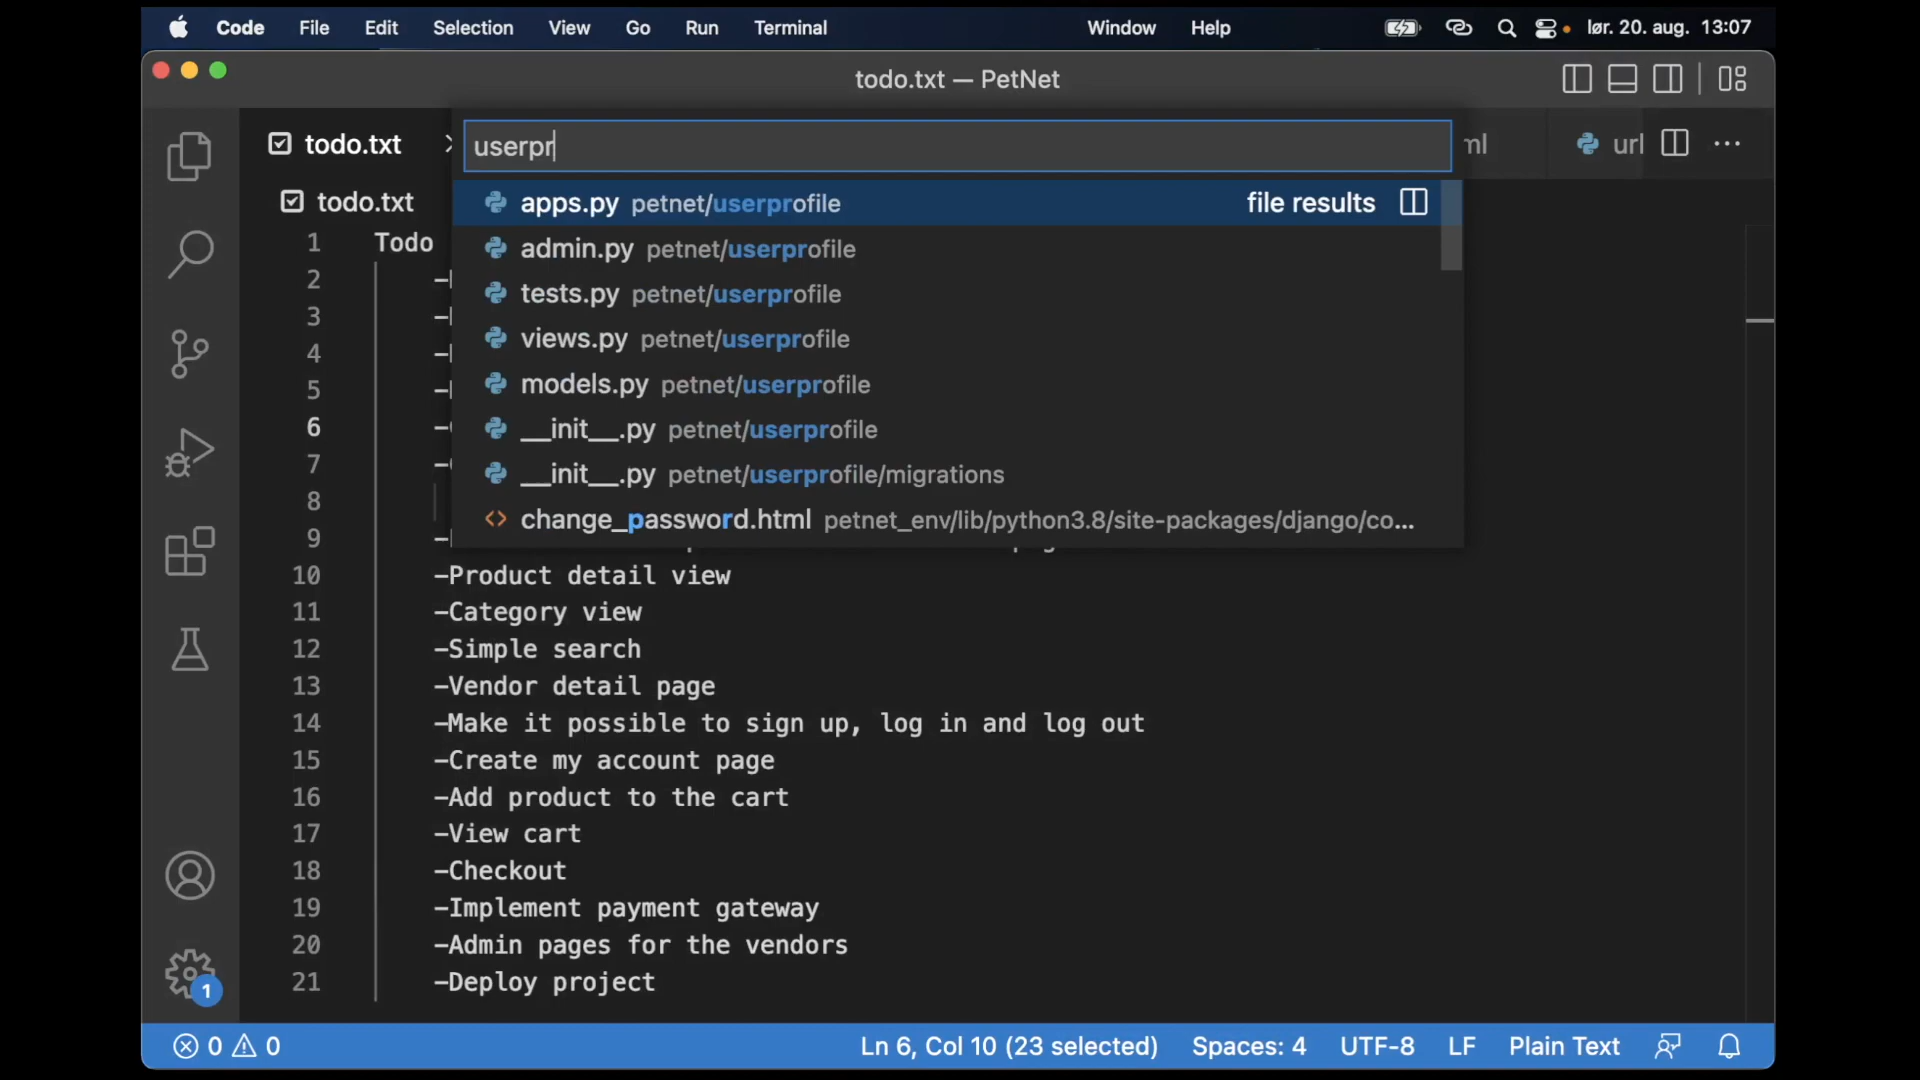 Code File Edit Selection View Go Run Terminal Window Help lør. 20. aug. 13:07
todo.txt — PetNet
todo.txt
userpr
url
todo.txt
apps.py petnet/userprofile file results
admin.py petnet/userprofile
tests.py petnet/userprofile
views.py petnet/userprofile
models.py petnet/userprofile
__init__.py petnet/userprofile
__init__.py petnet/userprofile/migrations
change_password.html petnet_env/lib/python3.8/site-packages/django/co...
1 Todo
2
3
4
5
6
7
8
9
10 -Product detail view
11 -Category view
12 -Simple search
13 -Vendor detail page
14 -Make it possible to sign up, log in and log out
15 -Create my account page
16 -Add product to the cart
17 -View cart
18 -Checkout
19 -Implement payment gateway
20 -Admin pages for the vendors
21 -Deploy project
1
0 0 Ln 6, Col 10 (23 selected) Spaces: 4 UTF-8 LF Plain Text